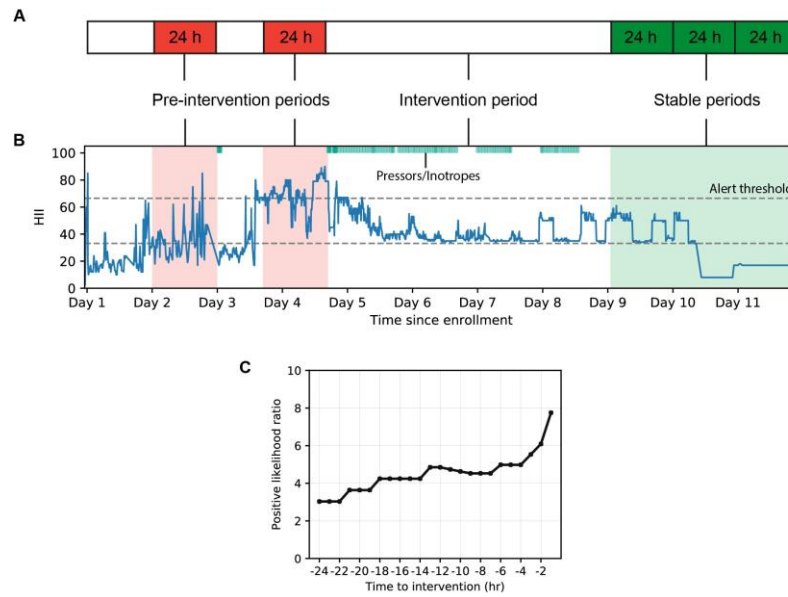 A
24 h 24 h 24 h 24 h 24 h
Pre-intervention periods Intervention period Stable periods
B
100
80
60
40
20
0
HII
Pressors/Inotropes
Alert threshold
Day 1 Day 2 Day 3 Day 4 Day 5 Day 6 Day 7 Day 8 Day 9 Day 10 Day 11
Time since enrollment
C
10
8
6
4
2
0
Positive likelihood ratio
-24 -22 -20 -18 -16 -14 -12 -10 -8 -6 -4 -2
Time to intervention (hr)